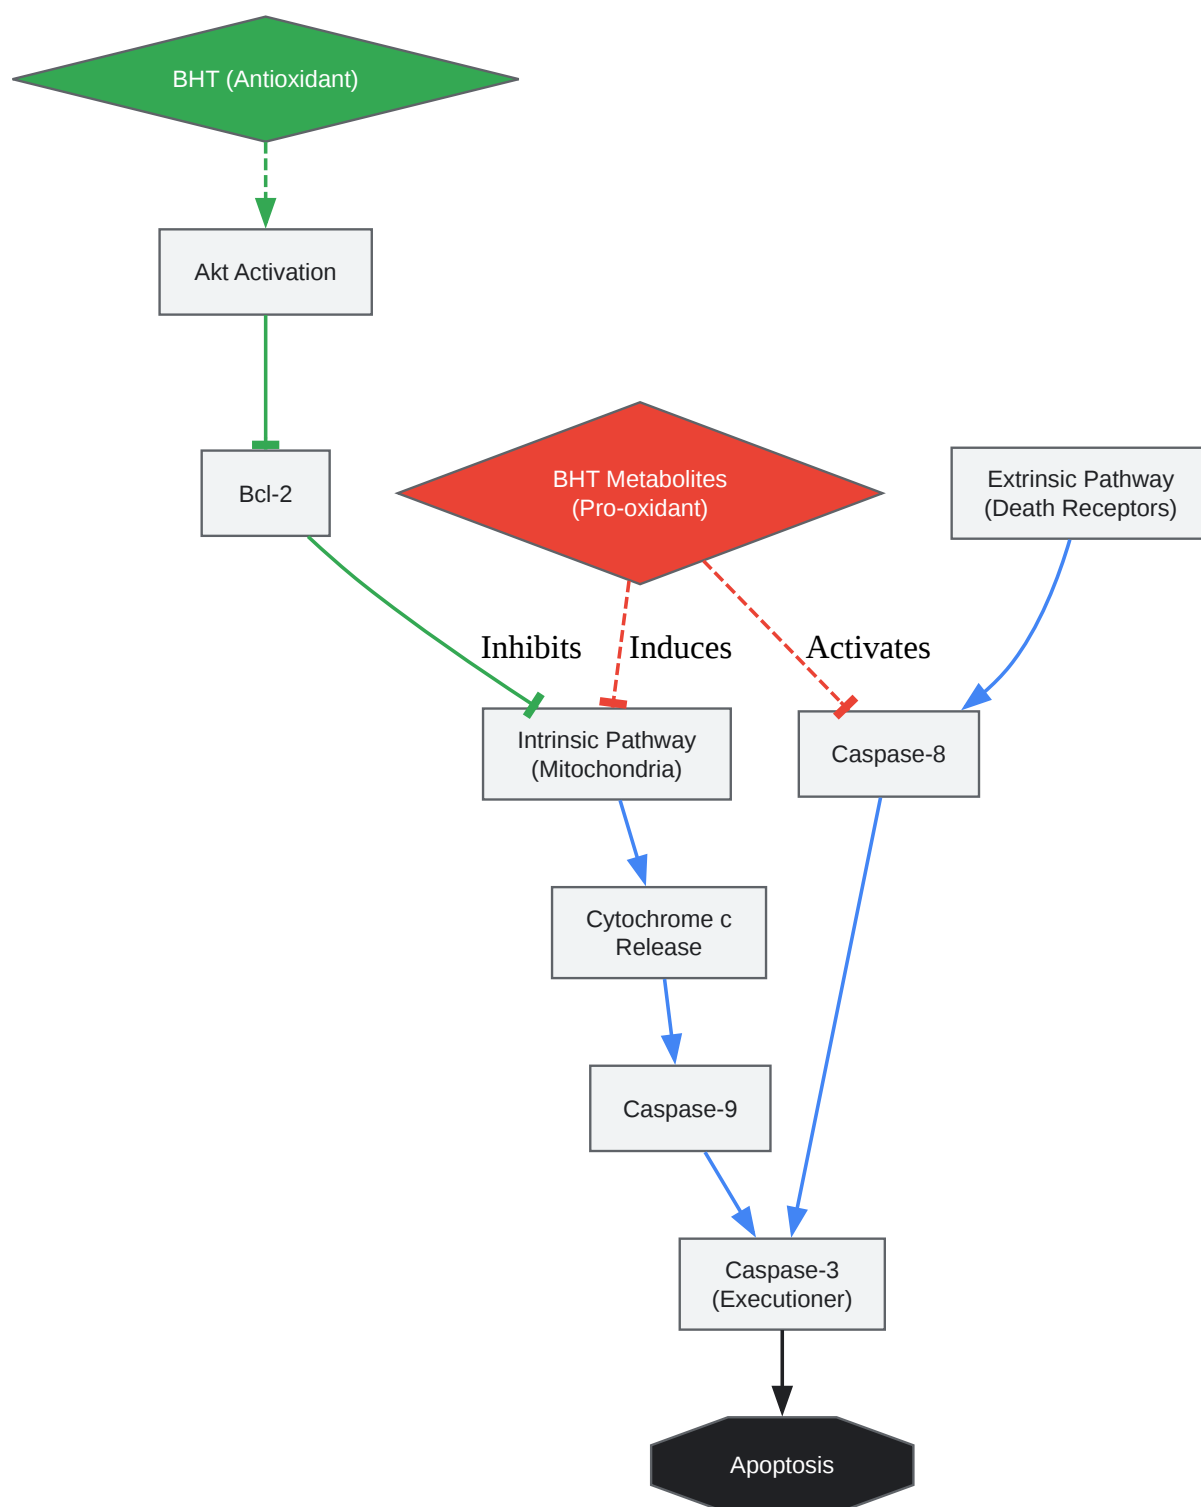 BHT (Antioxidant)
Akt Activation
Bcl-2
BHT Metabolites
(Pro-oxidant)
Extrinsic Pathway
(Death Receptors)
Inhibits
Induces
Activates
Intrinsic Pathway
(Mitochondria)
Caspase-8
Cytochrome c
Release
Caspase-9
Caspase-3
(Executioner)
Apoptosis